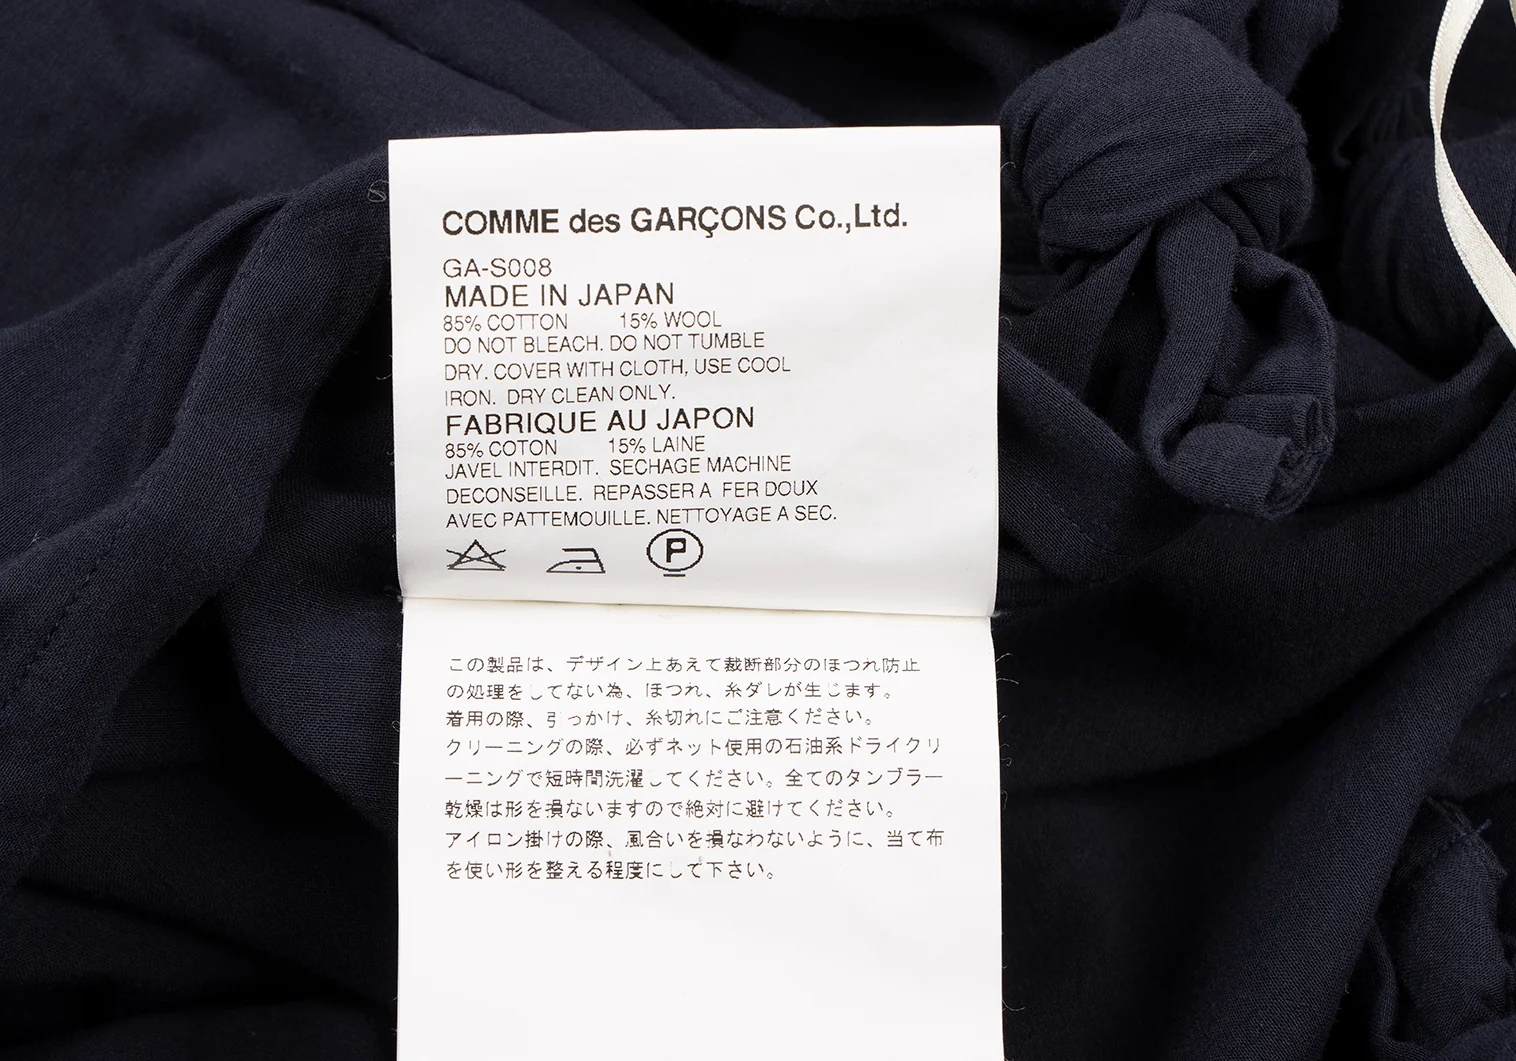 COMME des GARÇONS Co.,Ltd.
GA-S008
MADE IN JAPAN
85% COTTON 15% WOOL
DO NOT BLEACH. DO NOT TUMBLE
DRY. COVER WITH CLOTH, USE COOL
IRON. DRY CLEAN ONLY.
FABRIQUE AU JAPON
85% COTON 15% LAINE
JAVEL INTERDIT. SECHAGE MACHINE
DECONSEILLE. REPASSER A FER DOUX
AVEC PATTEMOUILLE. NETTOYAGE A SEC.
P
この製品は、デザイン上あえて裁断部分のほつれ防止
の処理をしてない為、ほつれ、糸ダレが生じます。
着用の際、引っかけ、糸切れにご注意ください。
クリーニングの際、必ずネット使用の石油系ドライクリ
ーニングで短時間洗濯してください。全てのタンブラー
乾燥は形を損ないますので絶対に避けてください。
アイロン掛けの際、風合いを損なわないように、当て布
を使い形を整える程度にして下さい。